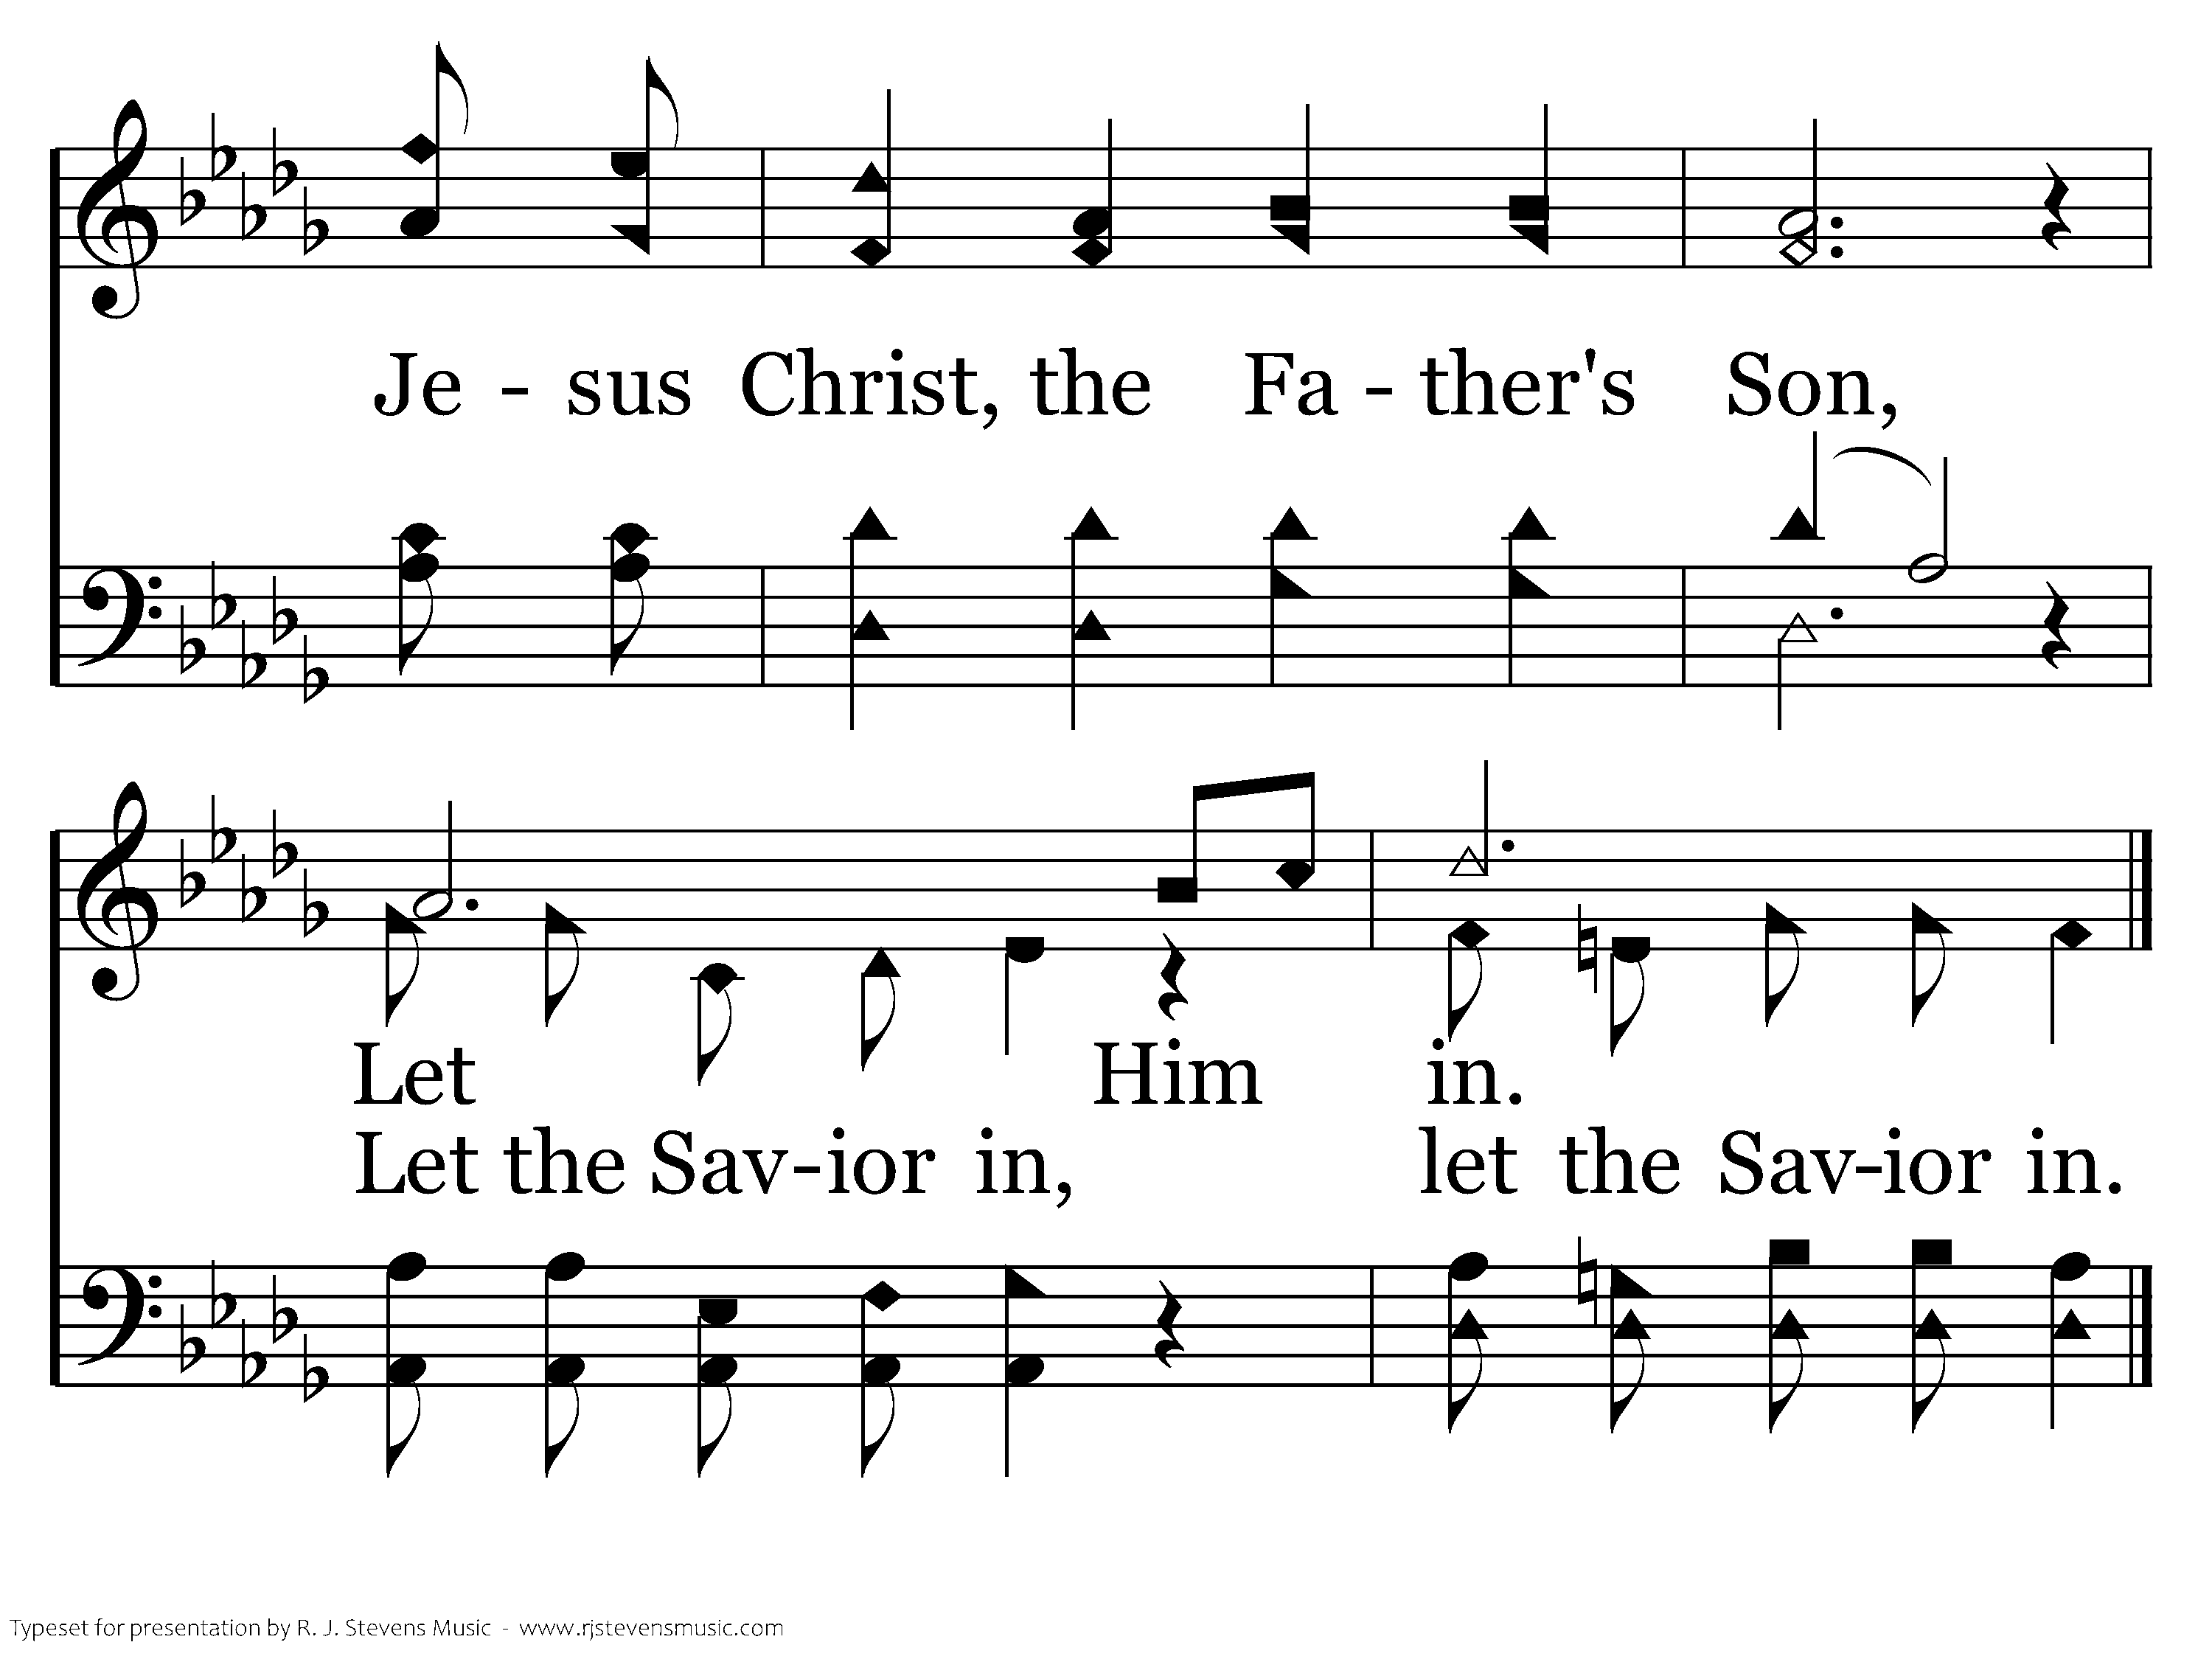 Je - sus Christ, the Fa - ther's Son,
Let Him in.
Let the Sav-ior in, let the Sav-ior in.
Typeset for presentation by R. J. Stevens Music - www.rjstevensmusic.com